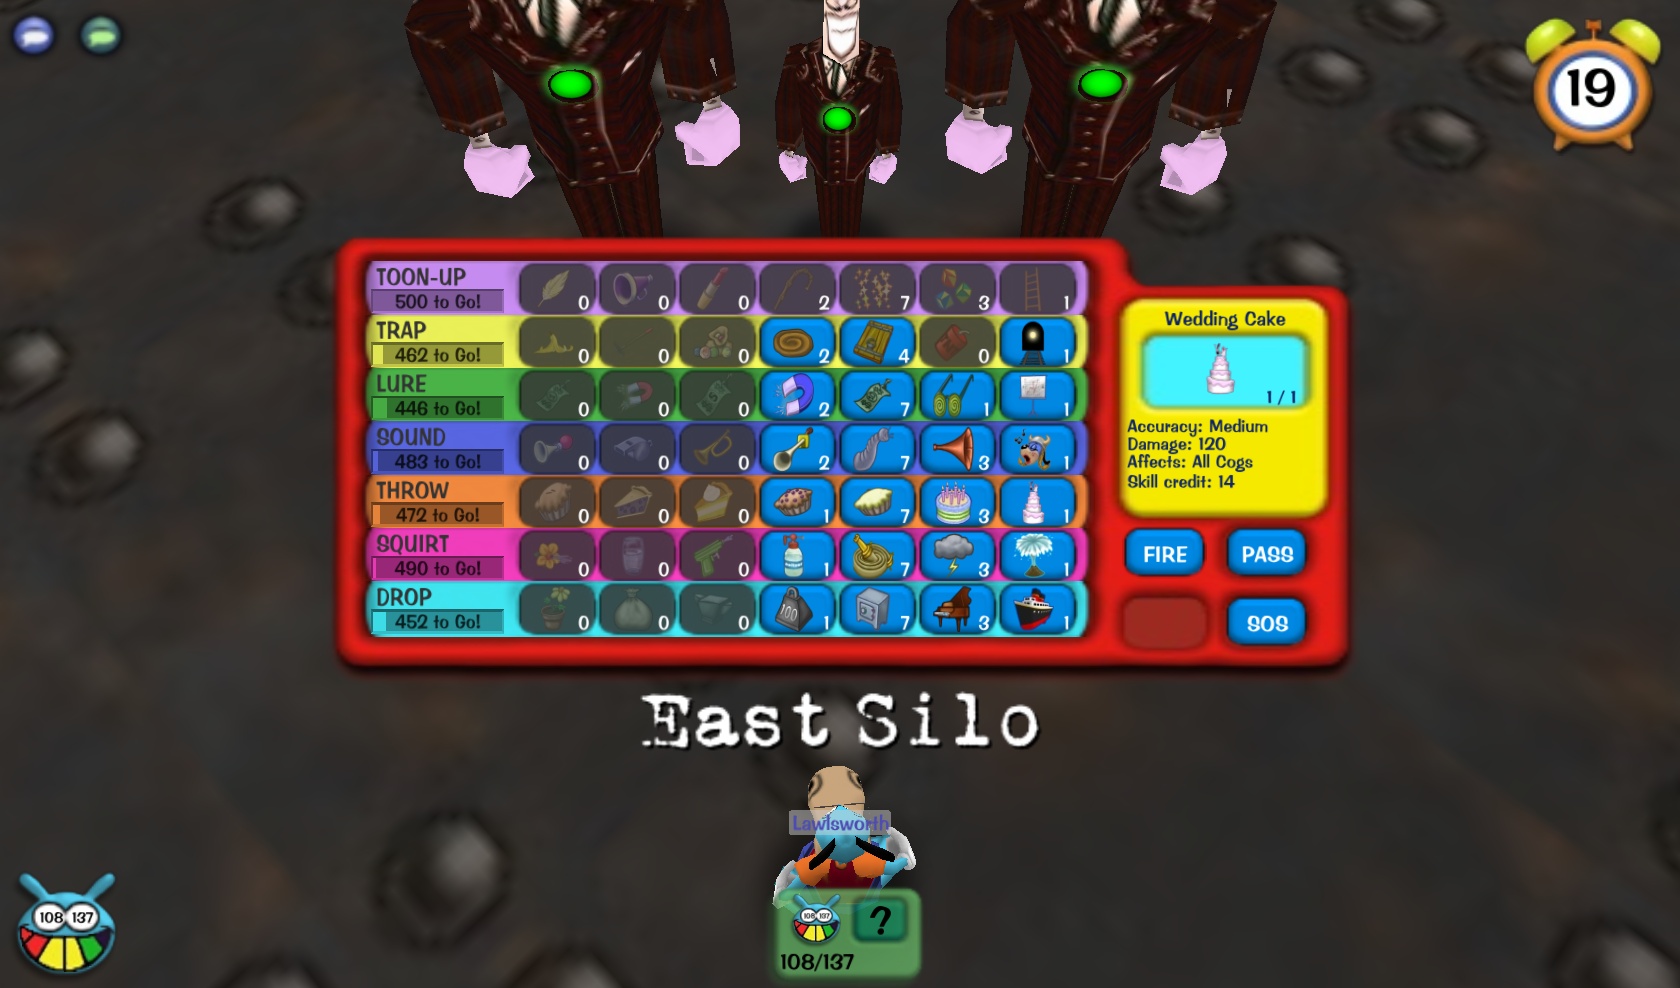 19
TOON-UP
500 to Go!
0 0 0 2 7 3 1
TRAP
462 to Go!
0 0 0 2 4 0 1
LURE
446 to Go!
0 0 0 2 7 1 1
SOUND
483 to Go!
0 0 0 2 7 3 1
THROW
472 to Go!
0 0 0 1 7 3 1
SQUIRT
490 to Go!
0 0 0 1 7 3 1
DROP
452 to Go!
0 0 0 1 7 3 1
100
Wedding Cake
1 / 1
Accuracy: Medium
Damage: 120
Affects: All Cogs
Skill credit: 14
FIRE
PASS
SOS
East Silo
Lawlsworth
108 137
108 137
?
108/137